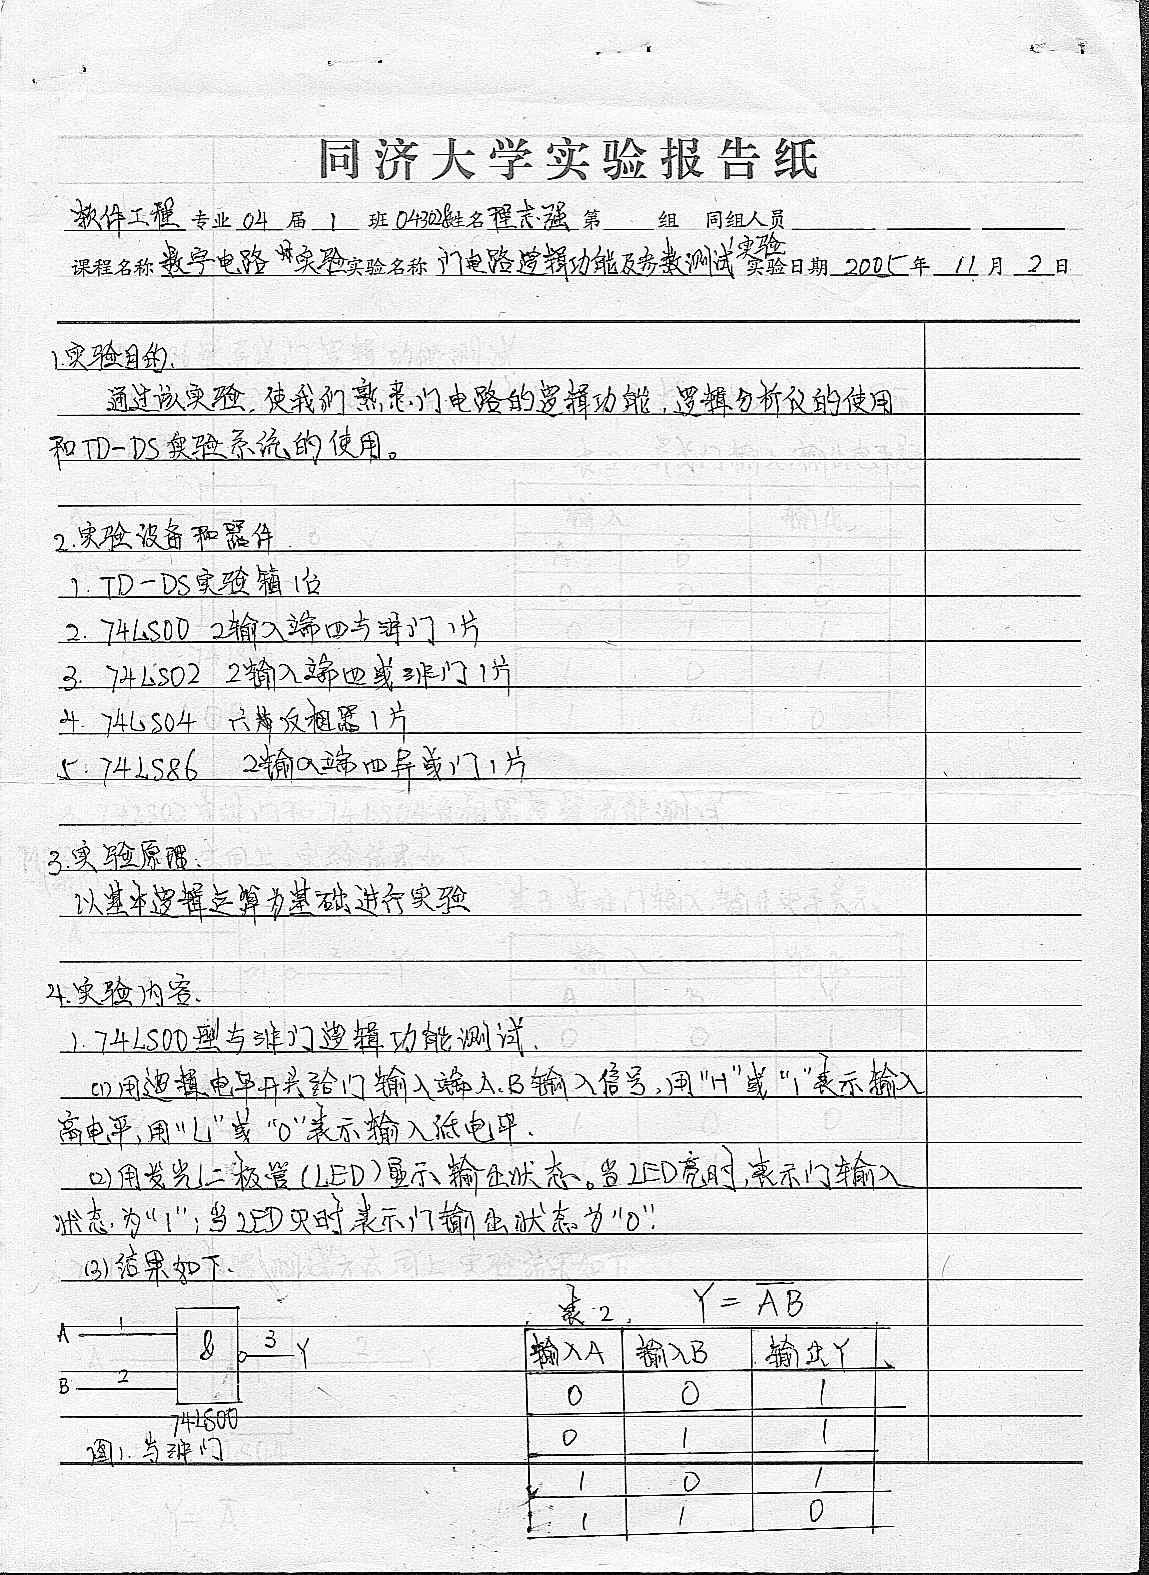 同济大学实验报告纸
软件工程 专业 04 届 1 班 043028 姓名 程志强 第 组 同组人员
课程名称 数字电路 实验 实验名称 门电路逻辑功能及参数测试实验 实验日期 2005 年 11 月 2 日
1.实验目的.
通过该实验,使我们熟悉门电路的逻辑功能,逻辑分析仪的使用
和TD-DS实验系统的使用。
2.实验设备和器件.
1. TD-DS实验箱1台
2. 74LS00 2输入端四与非门1片
3. 74LS02 2输入端四或非门1片
4. 74LS04 六反相器1片
5. 74LS86 2输入端四异或门1片
3.实验原理.
以基本逻辑运算为基础进行实验
4.实验内容.
1.74LS00型与非门逻辑功能测试.
(1)用逻辑电平开关给门输入端A.B输入信号,用“H”或“1”表示输入
高电平,用“L”或“0”表示输入低电平.
(2)用发光二极管(LED)显示输出状态。当LED亮时,表示门输入
状态为“1”;当LED灭时表示门输出状态为“0”.
(3)结果如下.
表2. Y=A̅B̅
A 1 & 3 Y
B 2
74LS00
图1.与非门
输入A 输入B 输出Y
0 0 1
0 1 1
1 0 1
1 1 0